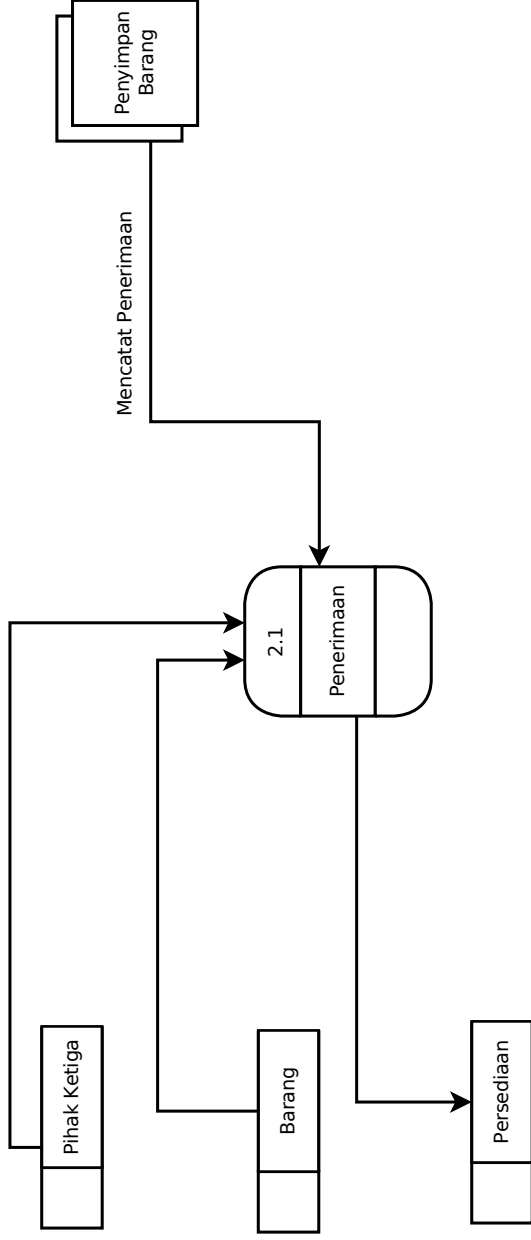 Penyimpan
Barang
Mencatat Penerimaan
2.1
Penerimaan
Pihak Ketiga
Barang
Persediaan